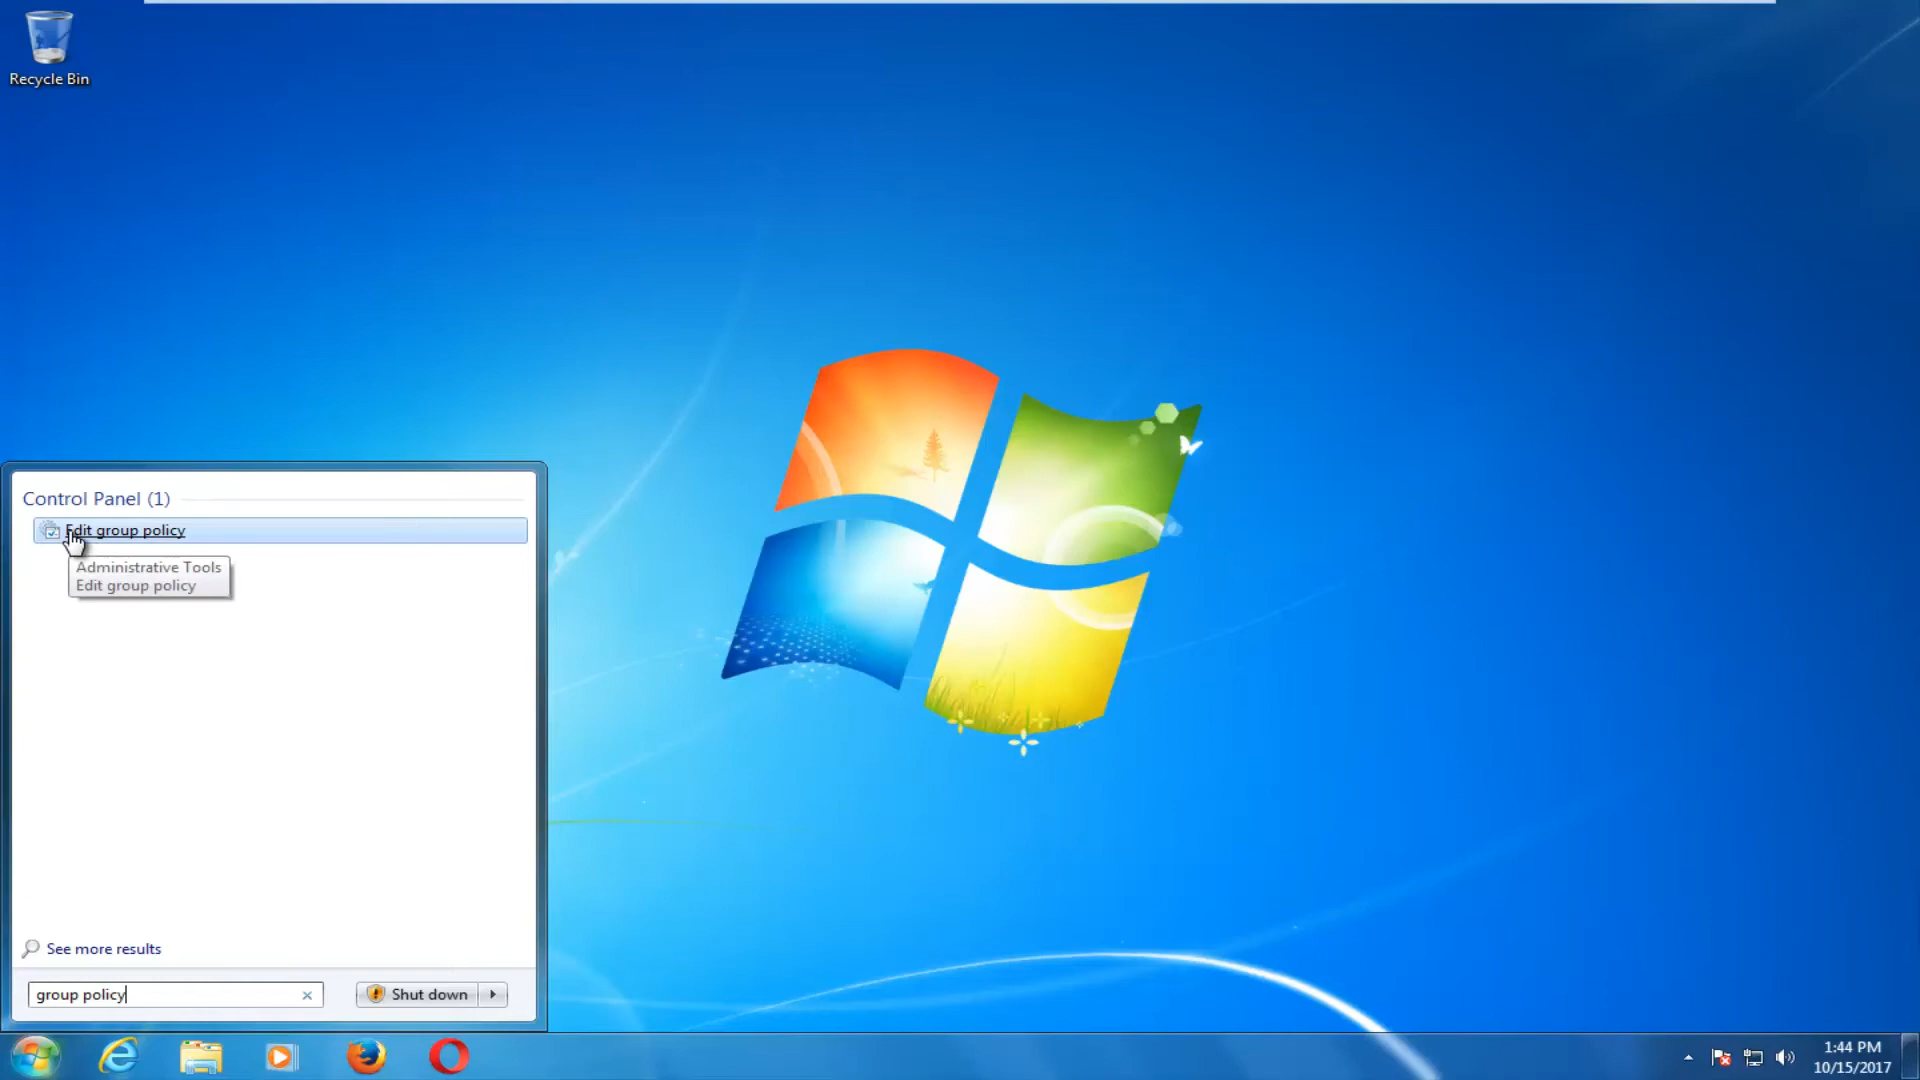 Recycle Bin
Control Panel (1)
Edit group policy
Administrative Tools
Edit group policy
See more results
group policy
Shut down
1:44 PM
10/15/2017